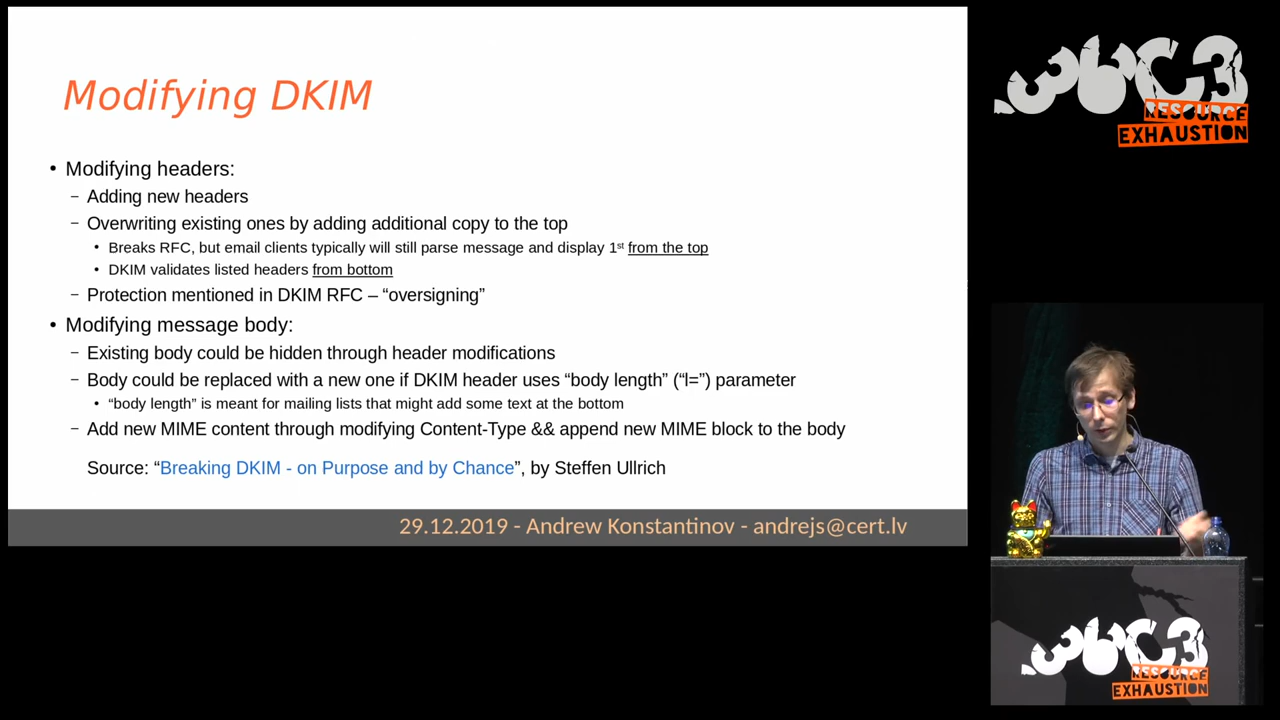 Modifying DKIM
• Modifying headers:
– Adding new headers
– Overwriting existing ones by adding additional copy to the top
• Breaks RFC, but email clients typically will still parse message and display 1st from the top
• DKIM validates listed headers from bottom
– Protection mentioned in DKIM RFC – “oversigning”
• Modifying message body:
– Existing body could be hidden through header modifications
– Body could be replaced with a new one if DKIM header uses “body length” (“l=”) parameter
• “body length” is meant for mailing lists that might add some text at the bottom
– Add new MIME content through modifying Content-Type && append new MIME block to the body
Source: “Breaking DKIM - on Purpose and by Chance”, by Steffen Ullrich
29.12.2019 - Andrew Konstantinov - andrejs@cert.lv
36C3
RESOURCE
EXHAUSTION
36C3
RESOURCE
EXHAUSTION